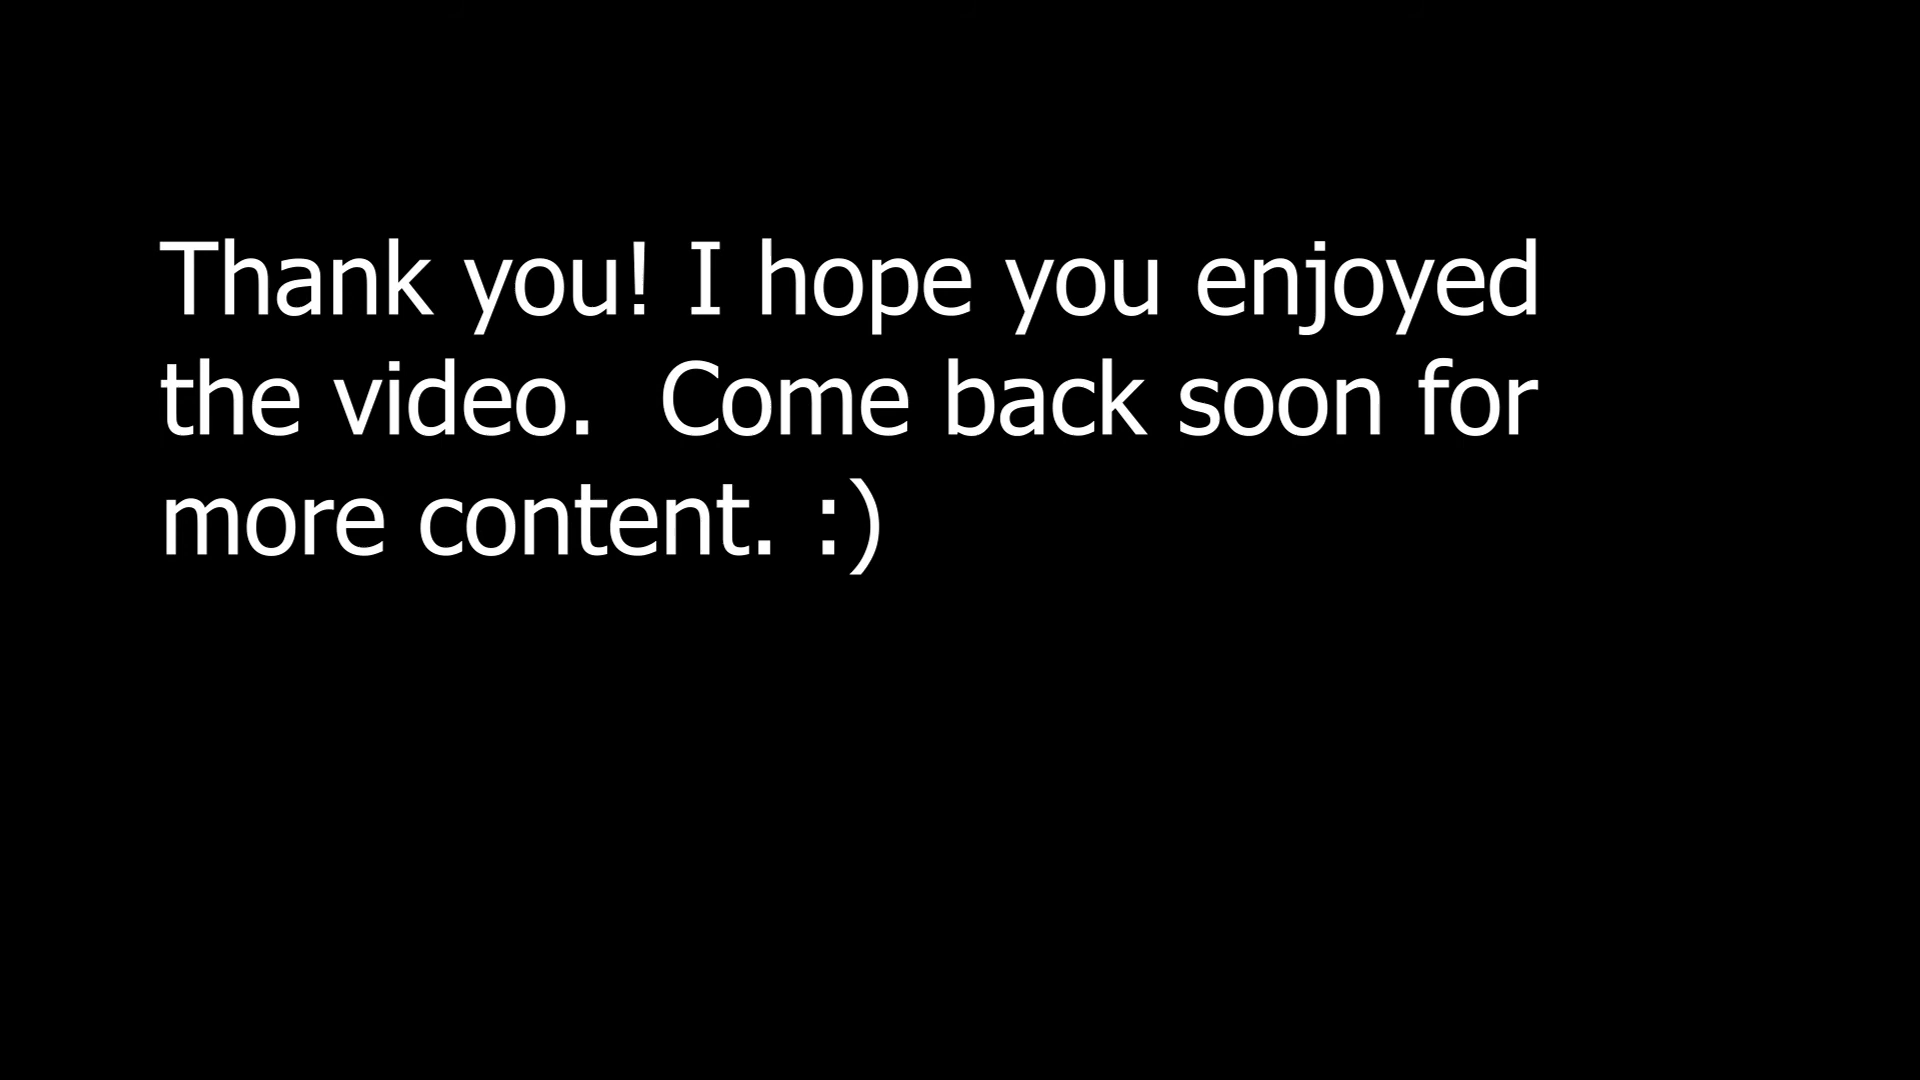 Thank you! I hope you enjoyed
the video.  Come back soon for
more content. :)